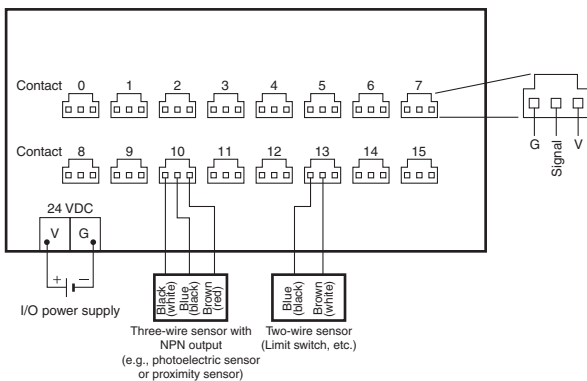 Contact 0 1 2 3 4 5 6 7
G Signal V
Contact 8 9 10 11 12 13 14 15
24 VDC
V G
+ −
I/O power supply
Black (white)
Blue (black)
Brown (red)
Blue (black)
Brown (white)
Three-wire sensor with
NPN output
(e.g., photoelectric sensor
or proximity sensor)
Two-wire sensor
(Limit switch, etc.)